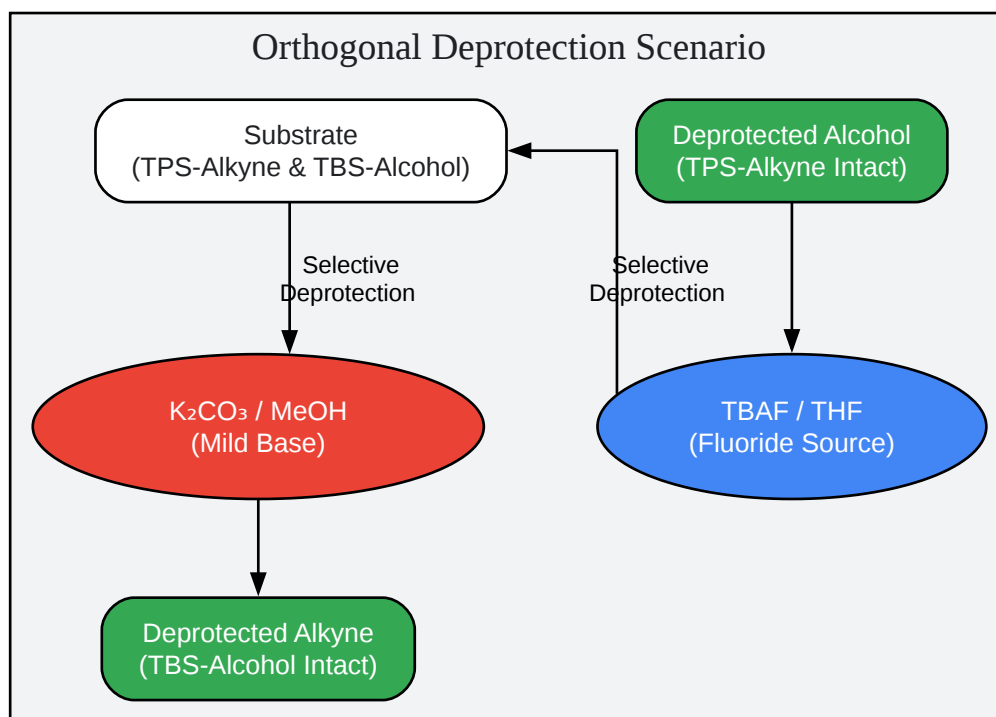 Orthogonal Deprotection Scenario
Substrate
(TPS-Alkyne & TBS-Alcohol)
Deprotected Alcohol
(TPS-Alkyne Intact)
Selective
Deprotection
Selective
Deprotection
K₂CO₃ / MeOH
(Mild Base)
TBAF / THF
(Fluoride Source)
Deprotected Alkyne
(TBS-Alcohol Intact)